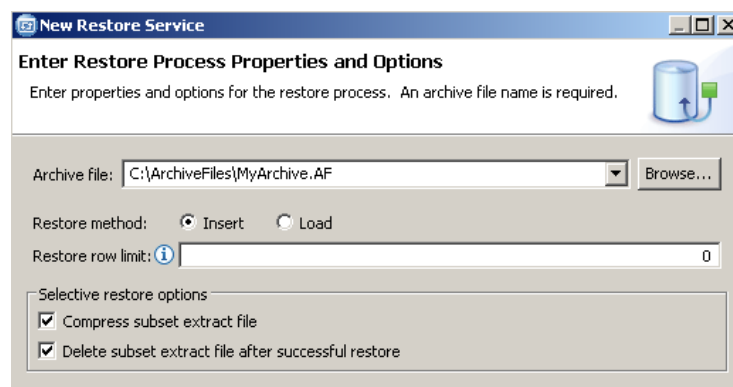 New Restore Service
Enter Restore Process Properties and Options
Enter properties and options for the restore process. An archive file name is required.
Archive file: C:\ArchiveFiles\MyArchive.AF Browse...
Restore method: Insert Load
Restore row limit: 0
Selective restore options
Compress subset extract file
Delete subset extract file after successful restore